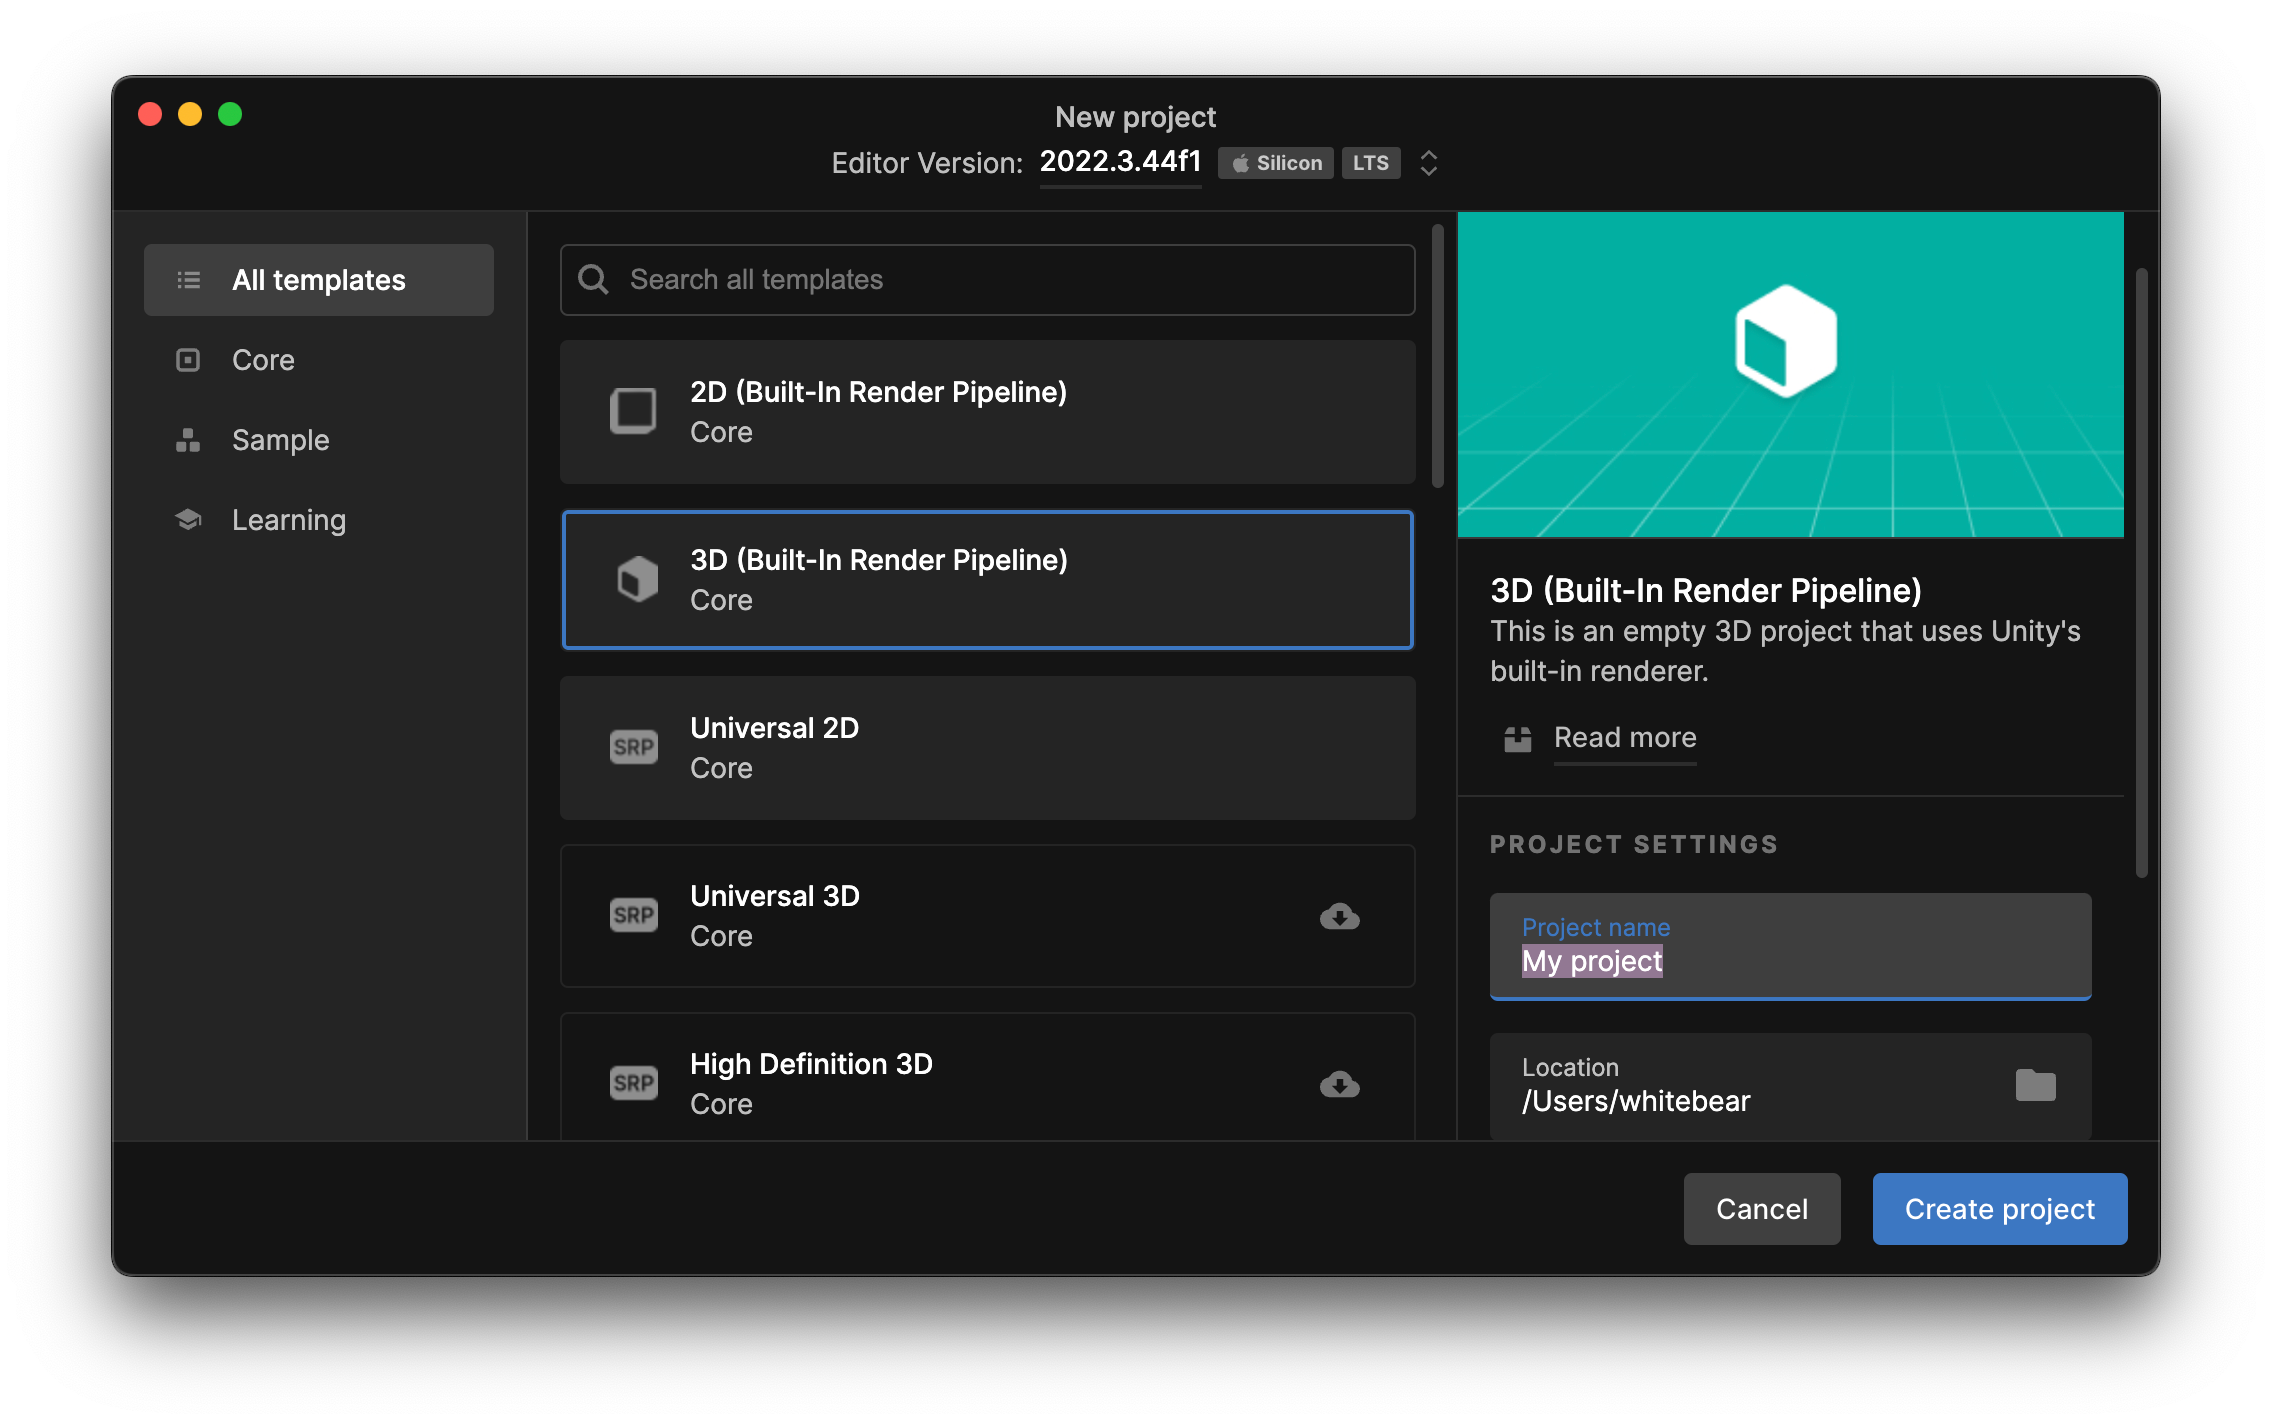 New project
Editor Version: 2022.3.44f1 Silicon LTS
All templates
Core
Sample
Learning
Search all templates
2D (Built-In Render Pipeline)
Core
3D (Built-In Render Pipeline)
Core
SRP
Universal 2D
Core
SRP
Universal 3D
Core
SRP
High Definition 3D
Core
3D (Built-In Render Pipeline)
This is an empty 3D project that uses Unity's
built-in renderer.
Read more
PROJECT SETTINGS
Project name
My project
Location
/Users/whitebear
Cancel
Create project